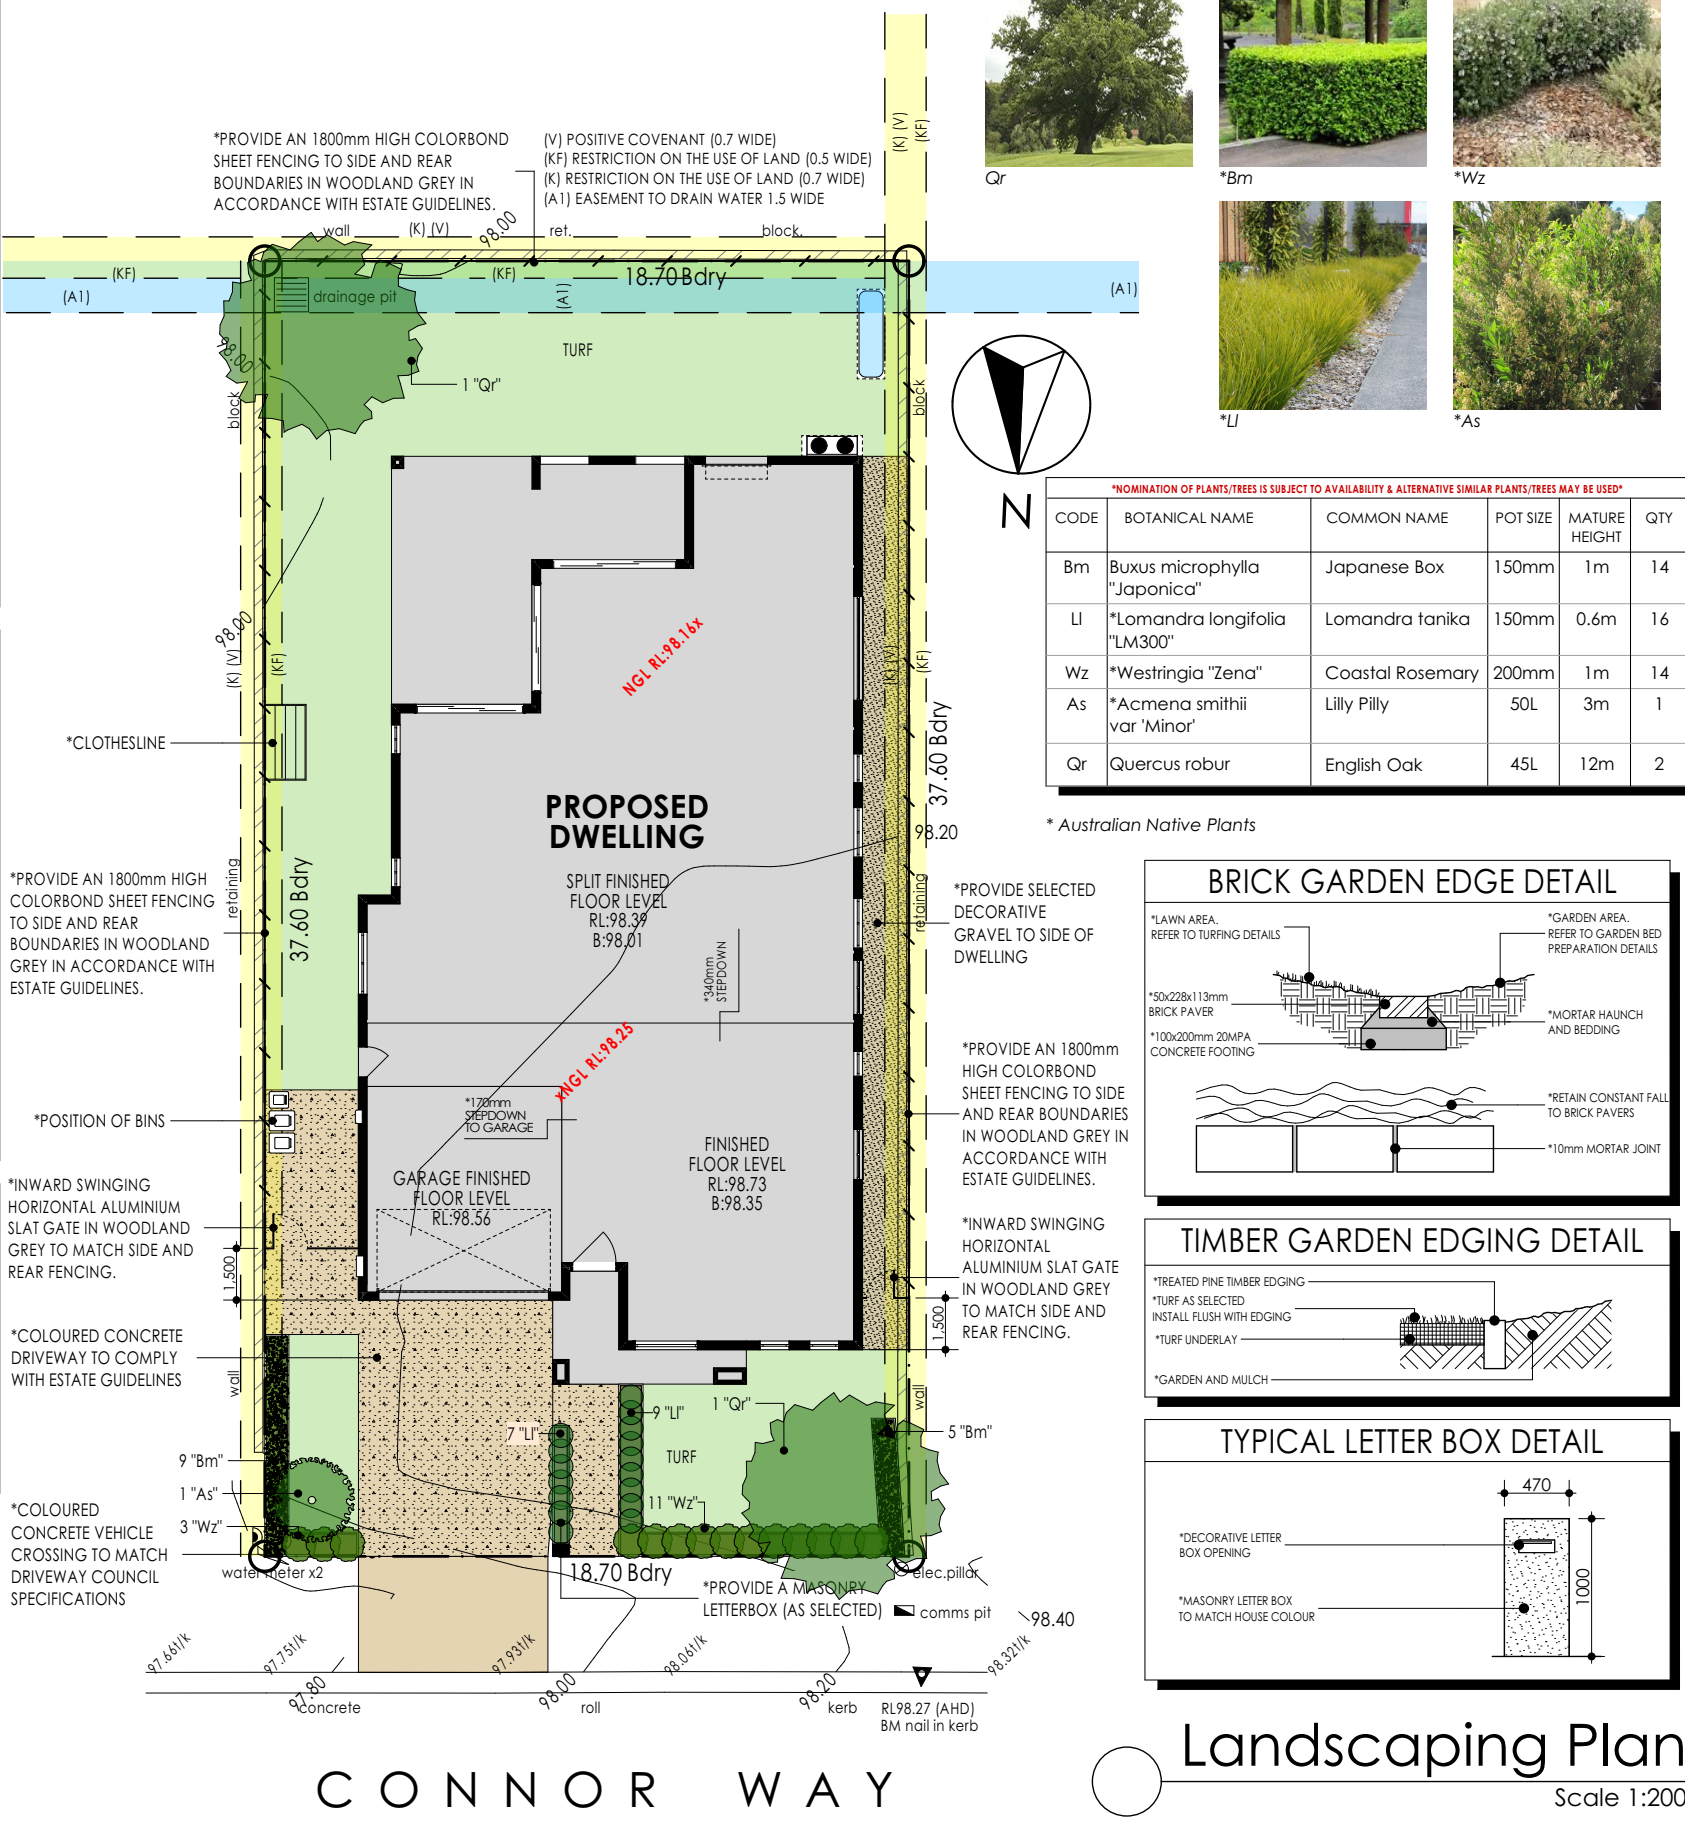 *PROVIDE AN 1800mm HIGH COLORBOND
SHEET FENCING TO SIDE AND REAR
BOUNDARIES IN WOODLAND GREY IN
ACCORDANCE WITH ESTATE GUIDELINES.
(V) POSITIVE COVENANT (0.7 WIDE)
(KF) RESTRICTION ON THE USE OF LAND (0.5 WIDE)
(K) RESTRICTION ON THE USE OF LAND (0.7 WIDE)
(A1) EASEMENT TO DRAIN WATER 1.5 WIDE
(K) (V)
(KF)
wall
(K) (V)
98.00
ret.
block.
(KF)
(KF)
18.70 Bdry
(A1)
drainage pit
(A1)
(A1)
98.00
TURF
1 "Qr"
block
block
N
98.00
(K) (V)
(KF)
(K) (V)
(KF)
NGL RL:98.16x
*CLOTHESLINE
37.60 Bdry
PROPOSED
DWELLING
98.20
SPLIT FINISHED
FLOOR LEVEL
RL:98.39
B:98.01
*PROVIDE AN 1800mm HIGH
COLORBOND SHEET FENCING
TO SIDE AND REAR
BOUNDARIES IN WOODLAND
GREY IN ACCORDANCE WITH
ESTATE GUIDELINES.
retaining
37.60 Bdry
retaining
*PROVIDE SELECTED
DECORATIVE
GRAVEL TO SIDE OF
DWELLING
*340mm
STEPDOWN
xNGL RL:98.25
*170mm
STEPDOWN
TO GARAGE
*PROVIDE AN 1800mm
HIGH COLORBOND
SHEET FENCING TO SIDE
AND REAR BOUNDARIES
IN WOODLAND GREY IN
ACCORDANCE WITH
ESTATE GUIDELINES.
*POSITION OF BINS
FINISHED
FLOOR LEVEL
RL:98.73
B:98.35
GARAGE FINISHED
FLOOR LEVEL
RL:98.56
*INWARD SWINGING
HORIZONTAL ALUMINIUM
SLAT GATE IN WOODLAND
GREY TO MATCH SIDE AND
REAR FENCING.
1,500
*INWARD SWINGING
HORIZONTAL
ALUMINIUM SLAT GATE
IN WOODLAND GREY
TO MATCH SIDE AND
REAR FENCING.
1,500
*COLOURED CONCRETE
DRIVEWAY TO COMPLY
WITH ESTATE GUIDELINES
wall
wall
9 "Ll"
1 "Qr"
7 "Ll"
5 "Bm"
TURF
9 "Bm"
1 "As"
3 "Wz"
11 "Wz"
*COLOURED
CONCRETE VEHICLE
CROSSING TO MATCH
DRIVEWAY COUNCIL
SPECIFICATIONS
water meter x2
18.70 Bdry
elec.pillar
*PROVIDE A MASONRY
LETTERBOX (AS SELECTED)
comms pit
98.40
97.66t/k
97.75t/k
97.93t/k
98.06t/k
98.32t/k
97.80
98.00
98.20
concrete
roll
kerb
RL98.27 (AHD)
BM nail in kerb
CONNOR WAY
Qr
*Bm
*Wz
*Ll
*As
*NOMINATION OF PLANTS/TREES IS SUBJECT TO AVAILABILITY & ALTERNATIVE SIMILAR PLANTS/TREES MAY BE USED*
CODE BOTANICAL NAME COMMON NAME POT SIZE MATURE HEIGHT QTY
Bm Buxus microphylla "Japonica" Japanese Box 150mm 1m 14
Ll *Lomandra longifolia "LM300" Lomandra tanika 150mm 0.6m 16
Wz *Westringia "Zena" Coastal Rosemary 200mm 1m 14
As *Acmena smithii var 'Minor' Lilly Pilly 50L 3m 1
Qr Quercus robur English Oak 45L 12m 2
* Australian Native Plants
BRICK GARDEN EDGE DETAIL
*LAWN AREA.
REFER TO TURFING DETAILS
*GARDEN AREA.
REFER TO GARDEN BED
PREPARATION DETAILS
*50x228x113mm
BRICK PAVER
*100x200mm 20MPA
CONCRETE FOOTING
*MORTAR HAUNCH
AND BEDDING
*RETAIN CONSTANT FALL
TO BRICK PAVERS
*10mm MORTAR JOINT
TIMBER GARDEN EDGING DETAIL
*TREATED PINE TIMBER EDGING
*TURF AS SELECTED
INSTALL FLUSH WITH EDGING
*TURF UNDERLAY
*GARDEN AND MULCH
TYPICAL LETTER BOX DETAIL
470
*DECORATIVE LETTER
BOX OPENING
1000
*MASONRY LETTER BOX
TO MATCH HOUSE COLOUR
Landscaping Plan
Scale 1:200